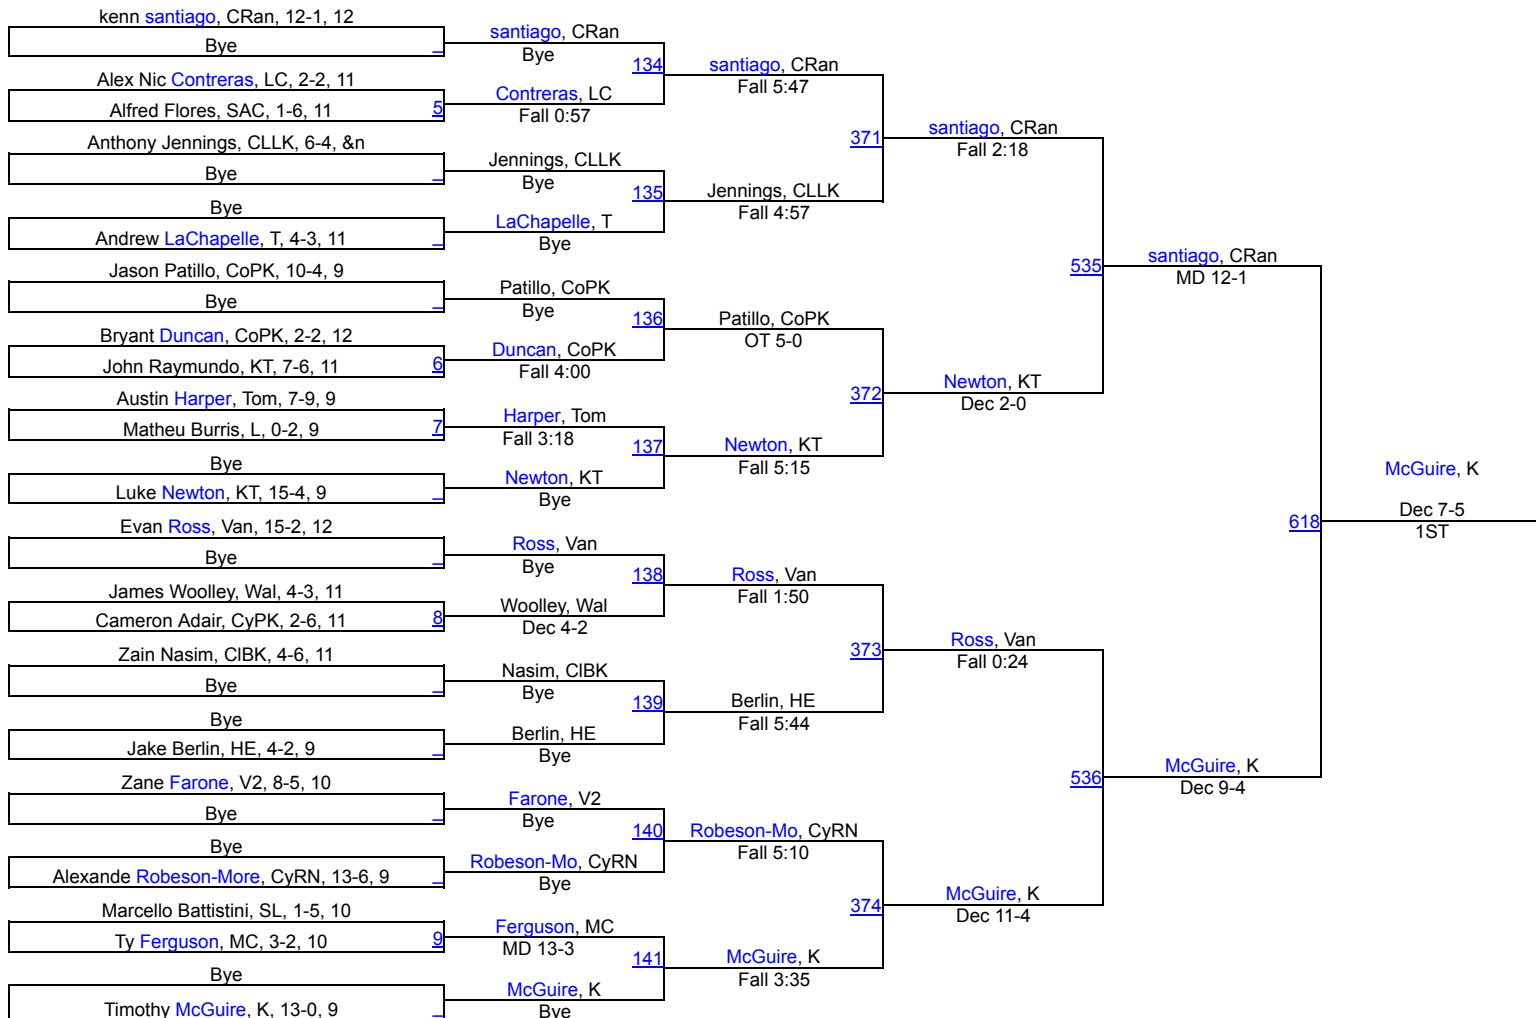 kenn santiago, CRan, 12-1, 12
Bye
Alex Nic Contreras, LC, 2-2, 11
Alfred Flores, SAC, 1-6, 11
5
Anthony Jennings, CLLK, 6-4, &n
Bye
Bye
Andrew LaChapelle, T, 4-3, 11
Jason Patillo, CoPK, 10-4, 9
Bye
Bryant Duncan, CoPK, 2-2, 12
John Raymundo, KT, 7-6, 11
6
Austin Harper, Tom, 7-9, 9
Matheu Burris, L, 0-2, 9
7
Bye
Luke Newton, KT, 15-4, 9
Evan Ross, Van, 15-2, 12
Bye
James Woolley, Wal, 4-3, 11
Cameron Adair, CyPK, 2-6, 11
8
Zain Nasim, ClBK, 4-6, 11
Bye
Bye
Jake Berlin, HE, 4-2, 9
Zane Farone, V2, 8-5, 10
Bye
Bye
Alexande Robeson-More, CyRN, 13-6, 9
Marcello Battistini, SL, 1-5, 10
Ty Ferguson, MC, 3-2, 10
9
Bye
Timothy McGuire, K, 13-0, 9
santiago, CRan
Bye
134
Contreras, LC
Fall 0:57
Jennings, CLLK
Bye
135
LaChapelle, T
Bye
Patillo, CoPK
Bye
136
Duncan, CoPK
Fall 4:00
Harper, Tom
Fall 3:18
137
Newton, KT
Bye
Ross, Van
Bye
138
Woolley, Wal
Dec 4-2
Nasim, ClBK
Bye
139
Berlin, HE
Bye
Farone, V2
Bye
140
Robeson-Mo, CyRN
Bye
Ferguson, MC
MD 13-3
141
McGuire, K
Bye
santiago, CRan
Fall 5:47
371
Jennings, CLLK
Fall 4:57
Patillo, CoPK
OT 5-0
372
Newton, KT
Fall 5:15
Ross, Van
Fall 1:50
373
Berlin, HE
Fall 5:44
Robeson-Mo, CyRN
Fall 5:10
374
McGuire, K
Fall 3:35
santiago, CRan
Fall 2:18
535
Newton, KT
Dec 2-0
Ross, Van
Fall 0:24
536
McGuire, K
Dec 11-4
santiago, CRan
MD 12-1
618
McGuire, K
Dec 9-4
McGuire, K
Dec 7-5
1ST